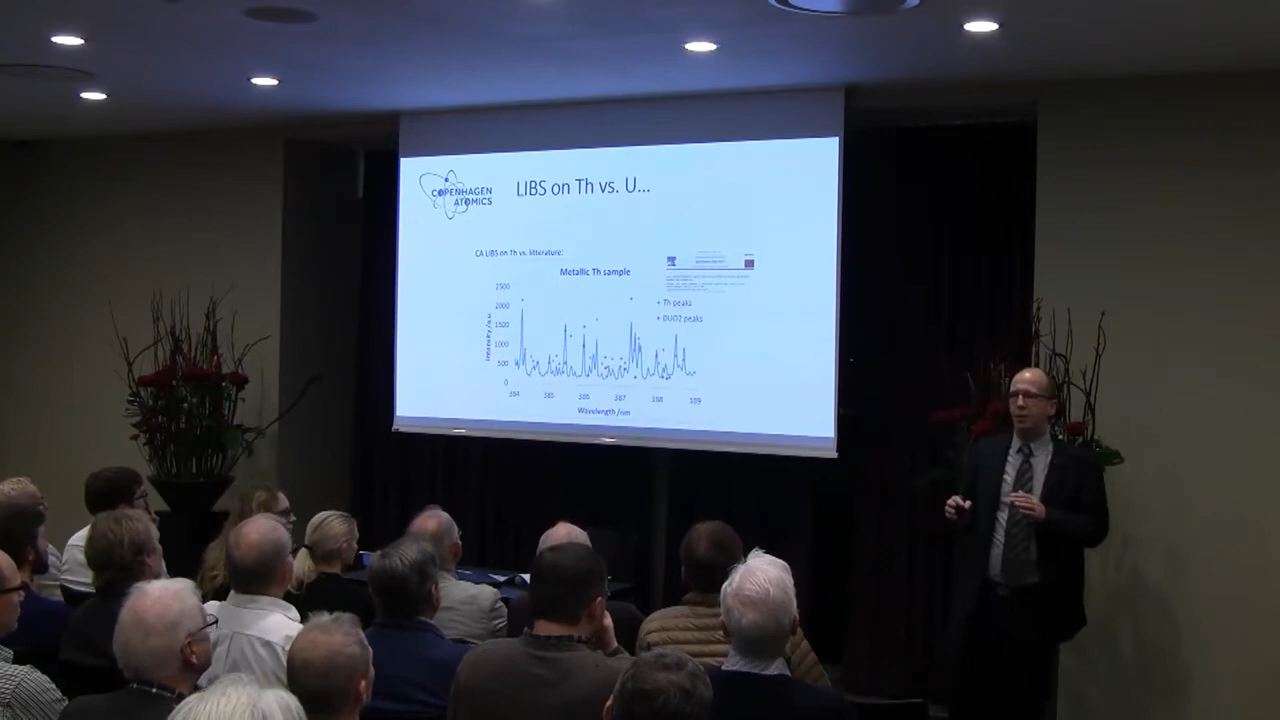 COPENHAGEN
ATOMICS
LIBS on Th vs. U...
CA LIBS on Th vs. litterature:
Metallic Th sample
2500
2000
1500
1000
500
0
Intensity /a.u.
384
385
386
387
388
389
Wavelength /nm
+ Th peaks
+ DUO2 peaks